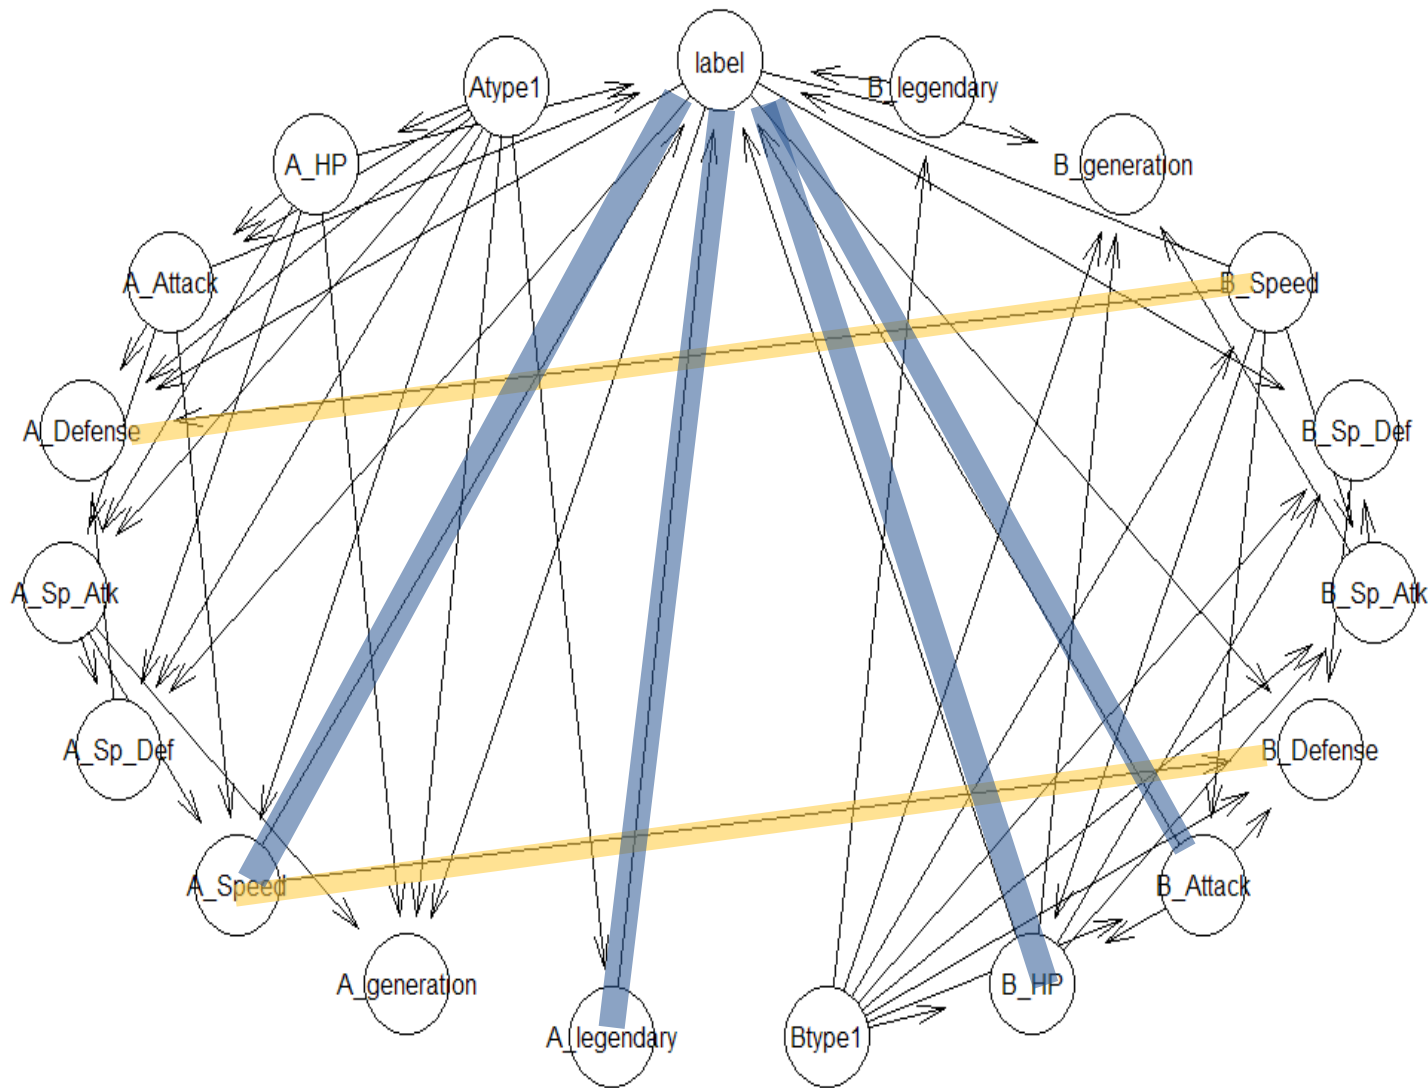 label
Atype1
B_legendary
A_HP
B_generation
A_Attack
B_Speed
A_Defense
B_Sp_Def
A_Sp_Atk
B_Sp_Atk
A_Sp_Def
B_Defense
A_Speed
B_Attack
A_generation
B_HP
A_legendary
Btype1